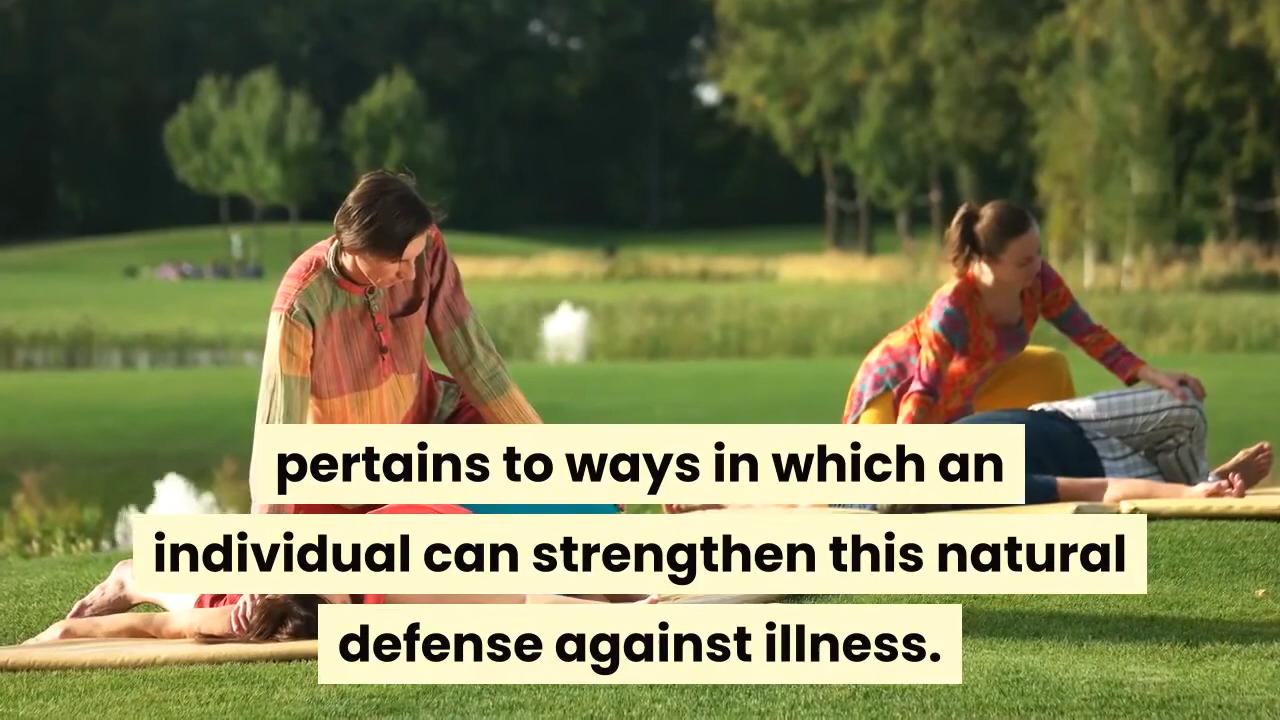 pertains to ways in which an
individual can strengthen this natural
defense against illness.